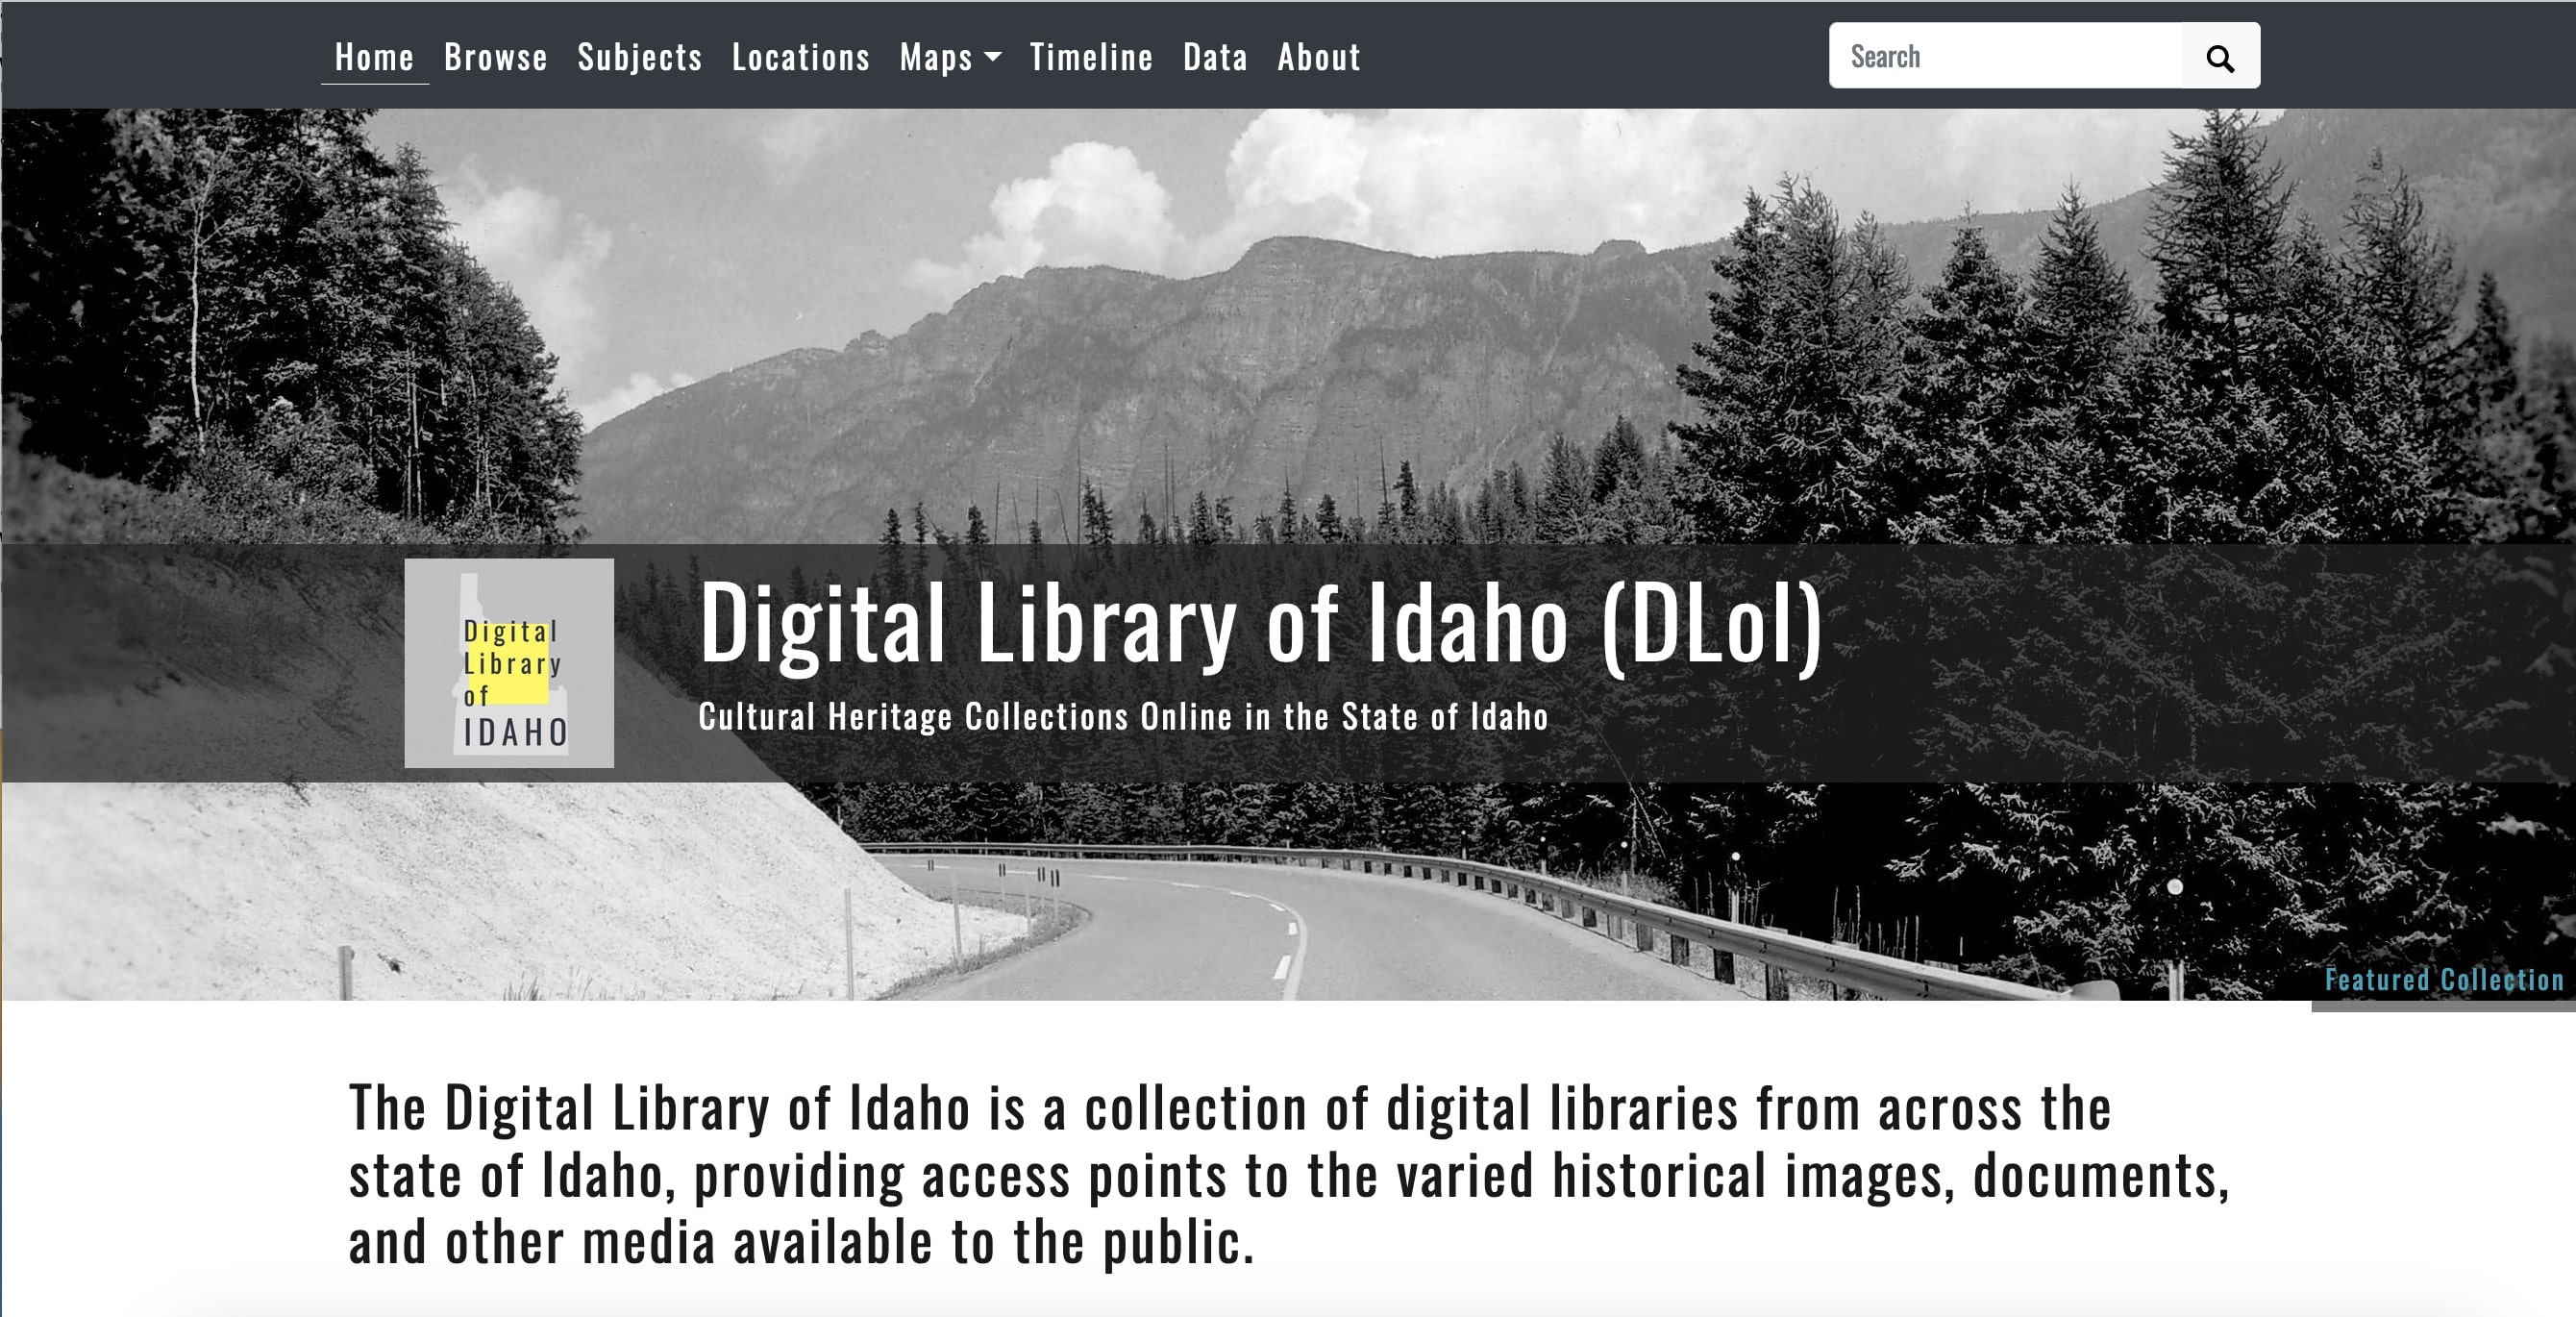 Home Browse Subjects Locations Maps Timeline Data About Search
Digital
Library
of
IDAHO
Digital Library of Idaho (DLoI)
Cultural Heritage Collections Online in the State of Idaho
Featured Collection
The Digital Library of Idaho is a collection of digital libraries from across the
state of Idaho, providing access points to the varied historical images, documents,
and other media available to the public.